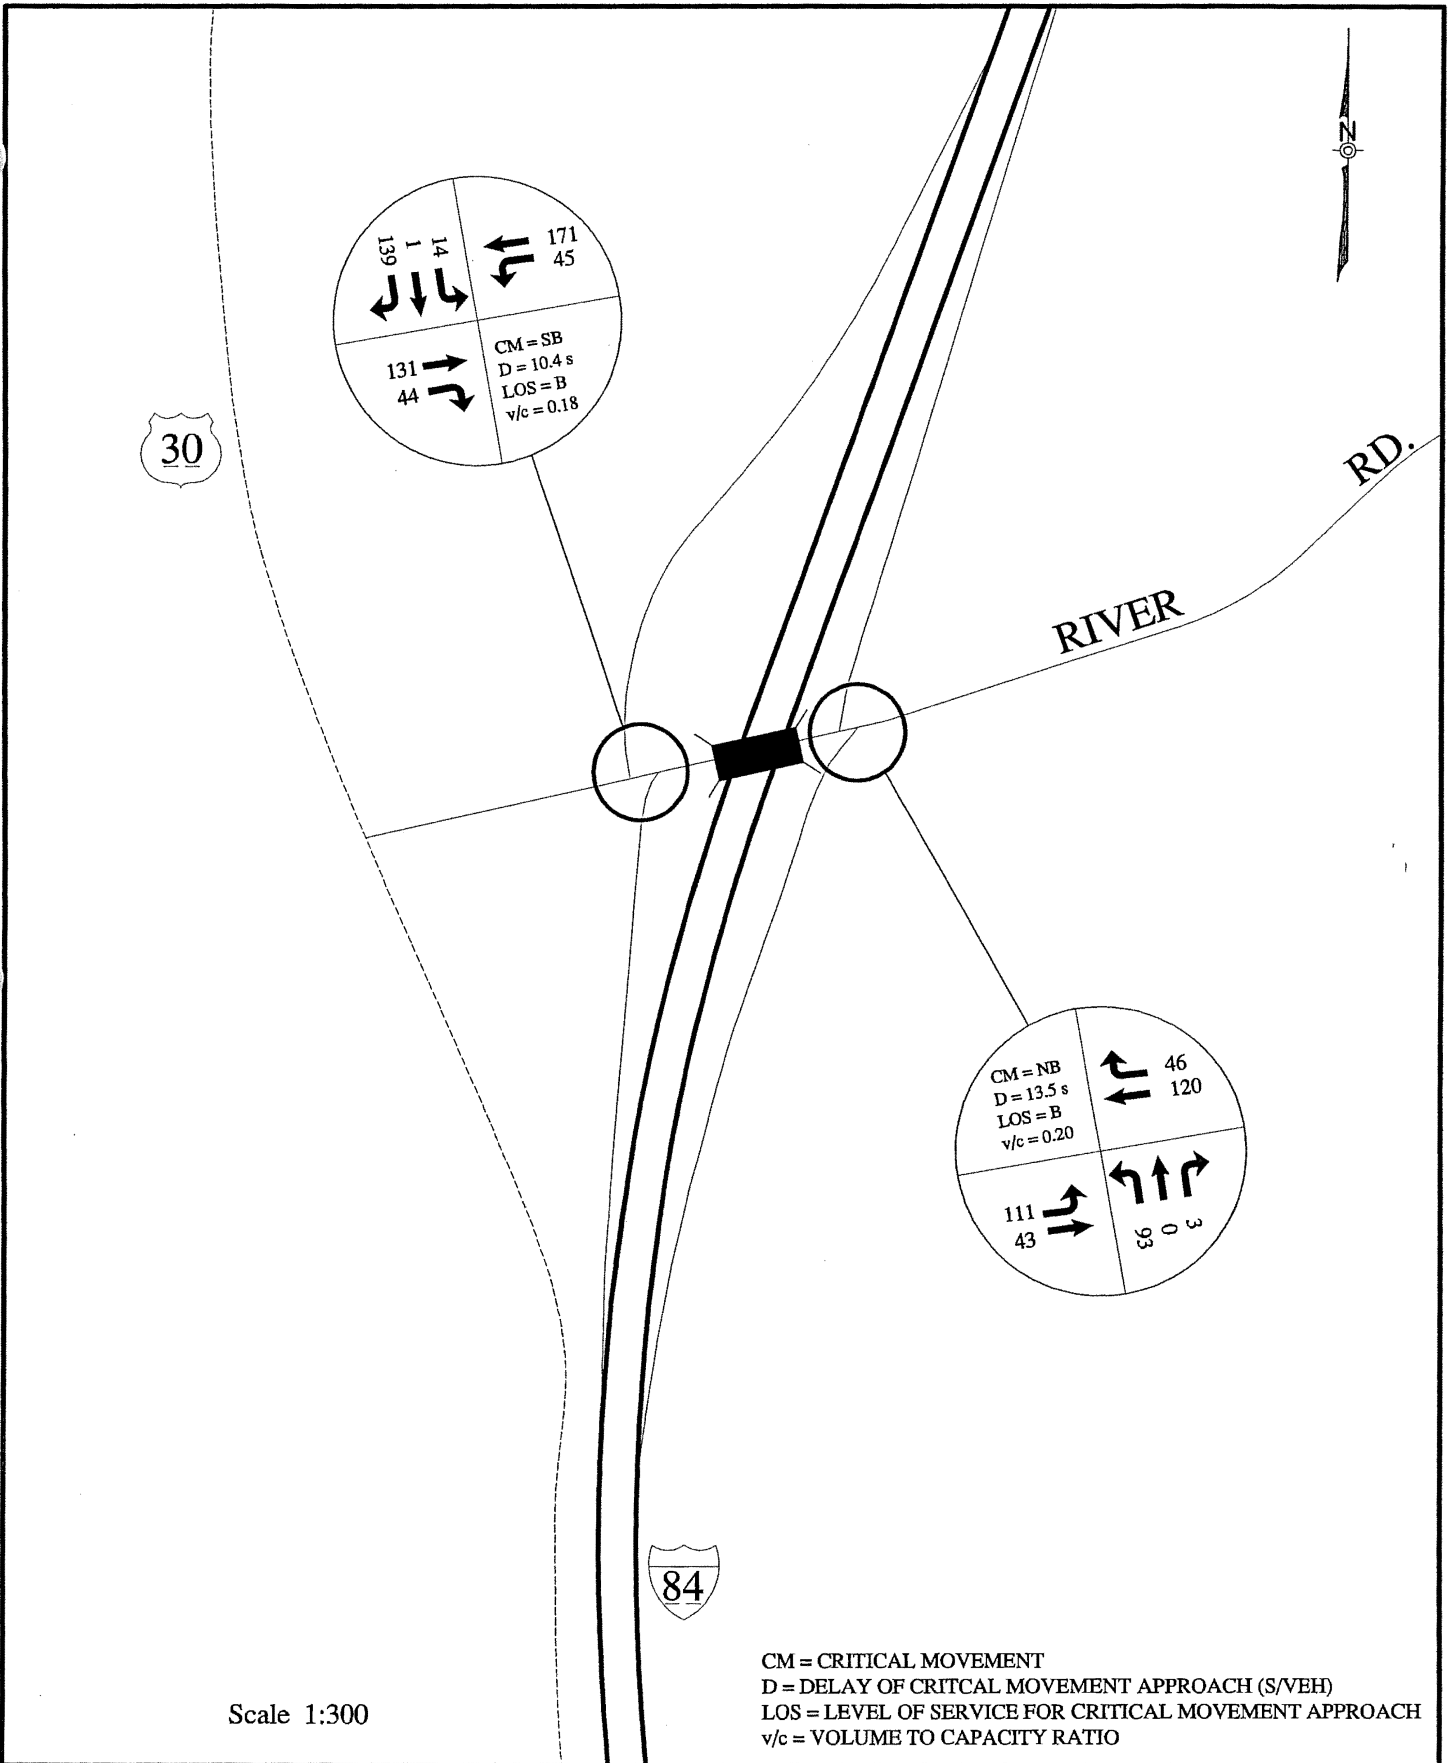 N
139
1
14
171
45
131
44
CM = SB
D = 10.4 s
LOS = B
v/c = 0.18
30
RIVER RD.
CM = NB
D = 13.5 s
LOS = B
v/c = 0.20
46
120
111
43
93
0
3
84
CM = CRITICAL MOVEMENT
D = DELAY OF CRITCAL MOVEMENT APPROACH (S/VEH)
LOS = LEVEL OF SERVICE FOR CRITICAL MOVEMENT APPROACH
v/c = VOLUME TO CAPACITY RATIO
Scale 1:300